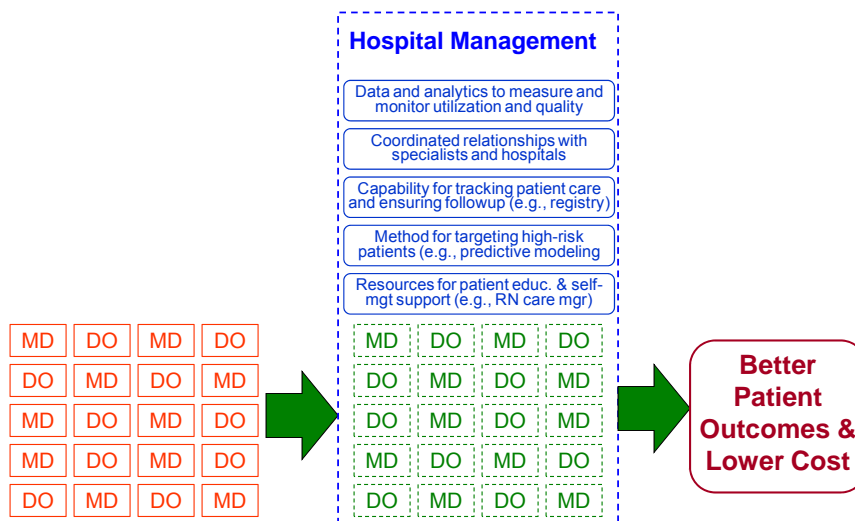 Hospital Management
Data and analytics to measure and
monitor utilization and quality
Coordinated relationships with
specialists and hospitals
Capability for tracking patient care
and ensuring followup (e.g., registry)
Method for targeting high-risk
patients (e.g., predictive modeling
Resources for patient educ. & self-
mgt support (e.g., RN care mgr)
MD DO MD DO
DO MD DO MD
MD DO MD DO
MD DO MD DO
DO MD DO MD
MD DO MD DO
DO MD DO MD
DO MD DO MD
MD DO MD DO
DO MD DO MD
Better
Patient
Outcomes &
Lower Cost